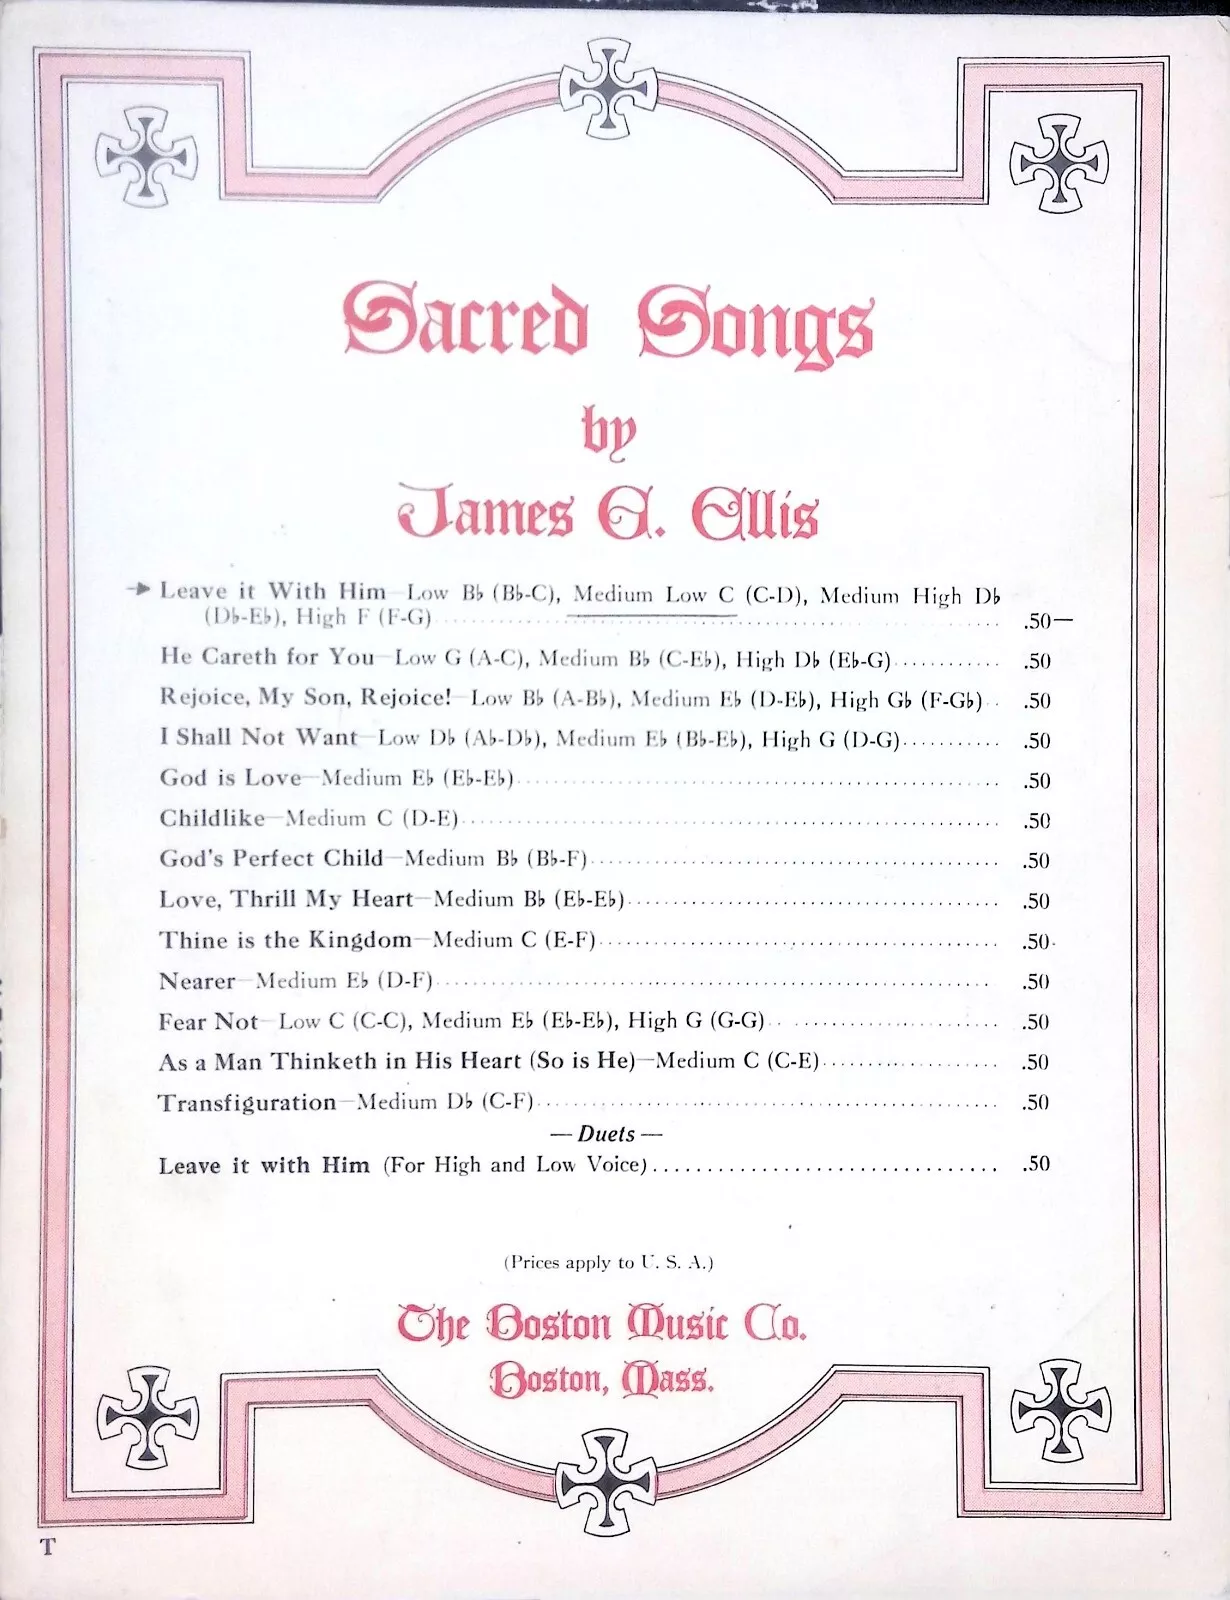 Sacred Songs
by
James G. Ellis
Leave it With Him—Low B♭ (B♭-C), Medium Low C (C-D), Medium High D♭
(D♭-E♭), High F (F-G) .50—
He Careth for You—Low G (A-C), Medium B♭ (C-E♭), High D♭ (E♭-G) .50
Rejoice, My Son, Rejoice!—Low B♭ (A-B♭), Medium E♭ (D-E♭), High G♭ (F-G♭) .50
I Shall Not Want—Low D♭ (A♭-D♭), Medium E♭ (B♭-E♭), High G (D-G) .50
God is Love—Medium E♭ (E♭-E♭) .50
Childlike—Medium C (D-E) .50
God's Perfect Child—Medium B♭ (B♭-F) .50
Love, Thrill My Heart—Medium B♭ (E♭-E♭) .50
Thine is the Kingdom—Medium C (E-F) .50
Nearer—Medium E♭ (D-F) .50
Fear Not—Low C (C-C), Medium E♭ (E♭-E♭), High G (G-G) .50
As a Man Thinketh in His Heart (So is He)—Medium C (C-E) .50
Transfiguration—Medium D♭ (C-F) .50
— Duets —
Leave it with Him (For High and Low Voice) .50
(Prices apply to U. S. A.)
The Boston Music Co.
Boston, Mass.
T